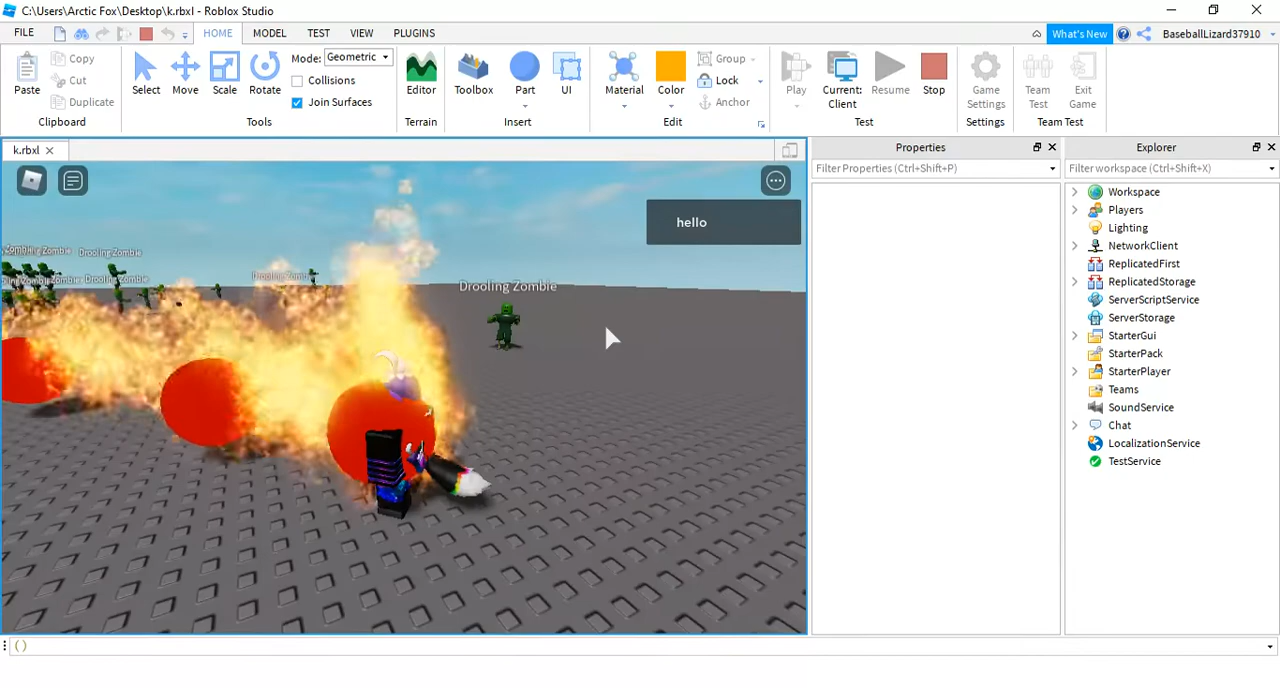 C:\Users\Arctic Fox\Desktop\k.rbxl - Roblox Studio
FILE HOME MODEL TEST VIEW PLUGINS What's New BaseballLizard37910
Paste Copy Cut Duplicate
Clipboard
Select Move Scale Rotate
Mode: Geometric
Collisions
Join Surfaces
Tools
Editor
Terrain
Toolbox Part UI
Insert
Material Color Group Lock Anchor
Edit
Play Current: Client Resume Stop
Test
Game Settings
Settings
Team Test Exit Game
Team Test
k.rbxl
hello
Drooling Zombie
Drooling Zombie
Drooling Zombie
Properties
Filter Properties (Ctrl+Shift+P)
Explorer
Filter workspace (Ctrl+Shift+X)
Workspace
Players
Lighting
NetworkClient
ReplicatedFirst
ReplicatedStorage
ServerScriptService
ServerStorage
StarterGui
StarterPack
StarterPlayer
Teams
SoundService
Chat
LocalizationService
TestService
()